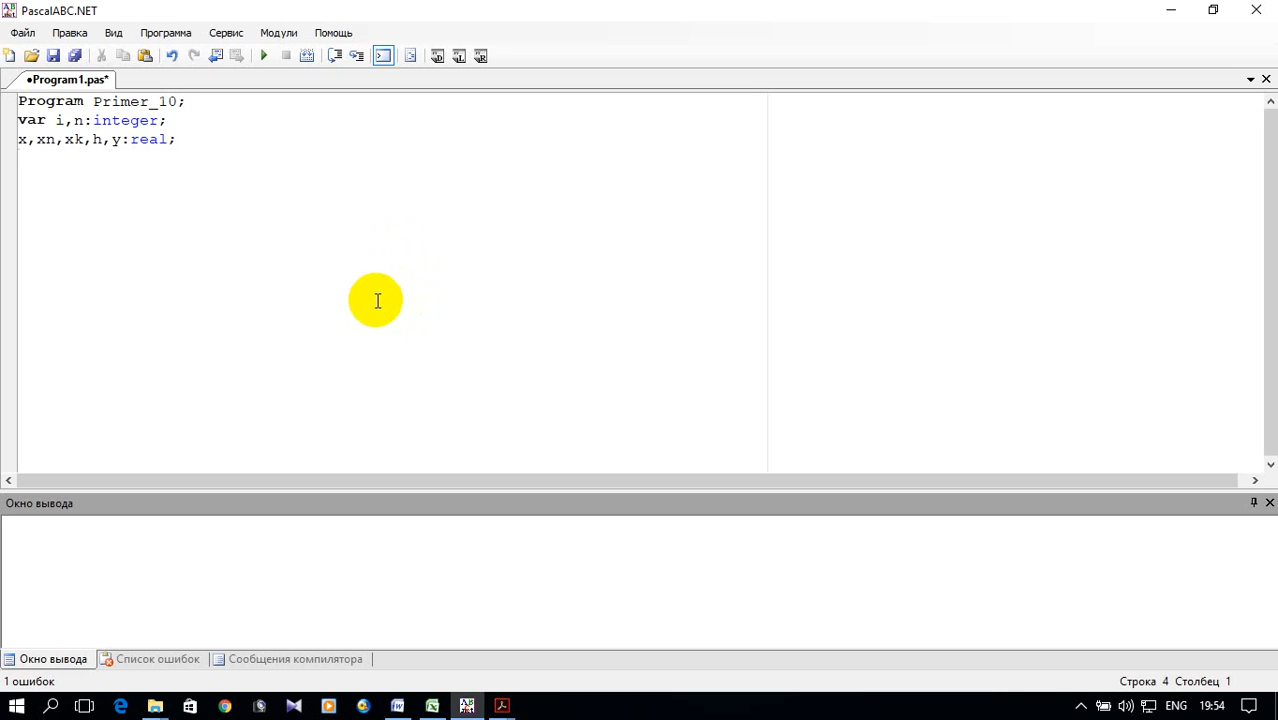 PascalABC.NET
Файл Правка Вид Программа Сервис Модули Помощь
•Program1.pas*
Program Primer_10;
var i,n:integer;
x,xn,xk,h,y:real;
Окно вывода
Окно вывода Список ошибок Сообщения компилятора
1 ошибок Строка 4 Столбец 1
ENG 19:54